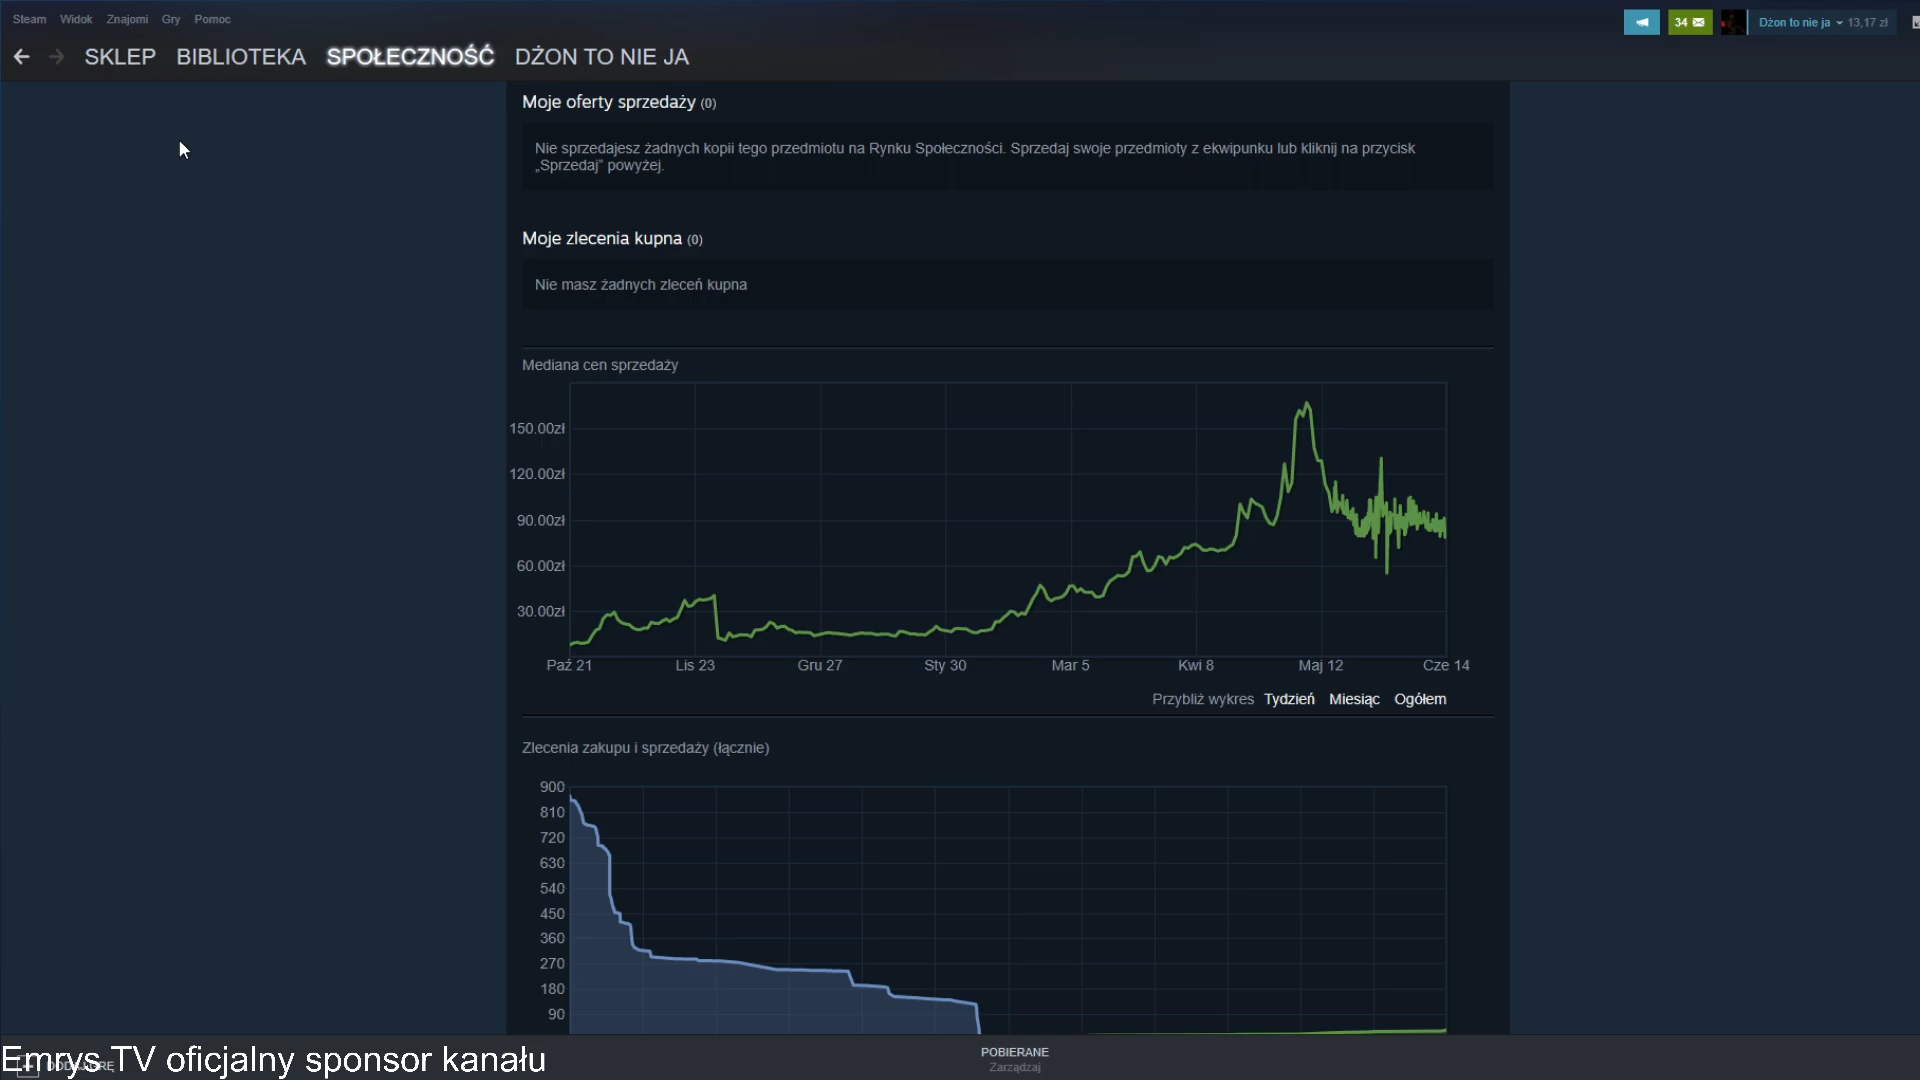 Steam Widok Znajomi Gry Pomoc
34
Dżon to nie ja 13,17 zł
SKLEP BIBLIOTEKA SPOŁECZNOŚĆ DŻON TO NIE JA
Moje oferty sprzedaży (0)
Nie sprzedajesz żadnych kopii tego przedmiotu na Rynku Społeczności. Sprzedaj swoje przedmioty z ekwipunku lub kliknij na przycisk
„Sprzedaj” powyżej.
Moje zlecenia kupna (0)
Nie masz żadnych zleceń kupna
Mediana cen sprzedaży
150.00zł
120.00zł
90.00zł
60.00zł
30.00zł
Paź 21 Lis 23 Gru 27 Sty 30 Mar 5 Kwi 8 Maj 12 Cze 14
Przybliż wykres Tydzień Miesiąc Ogółem
Zlecenia zakupu i sprzedaży (łącznie)
900
810
720
630
540
450
360
270
180
90
POBIERANE
Zarządzaj
Emrys TV oficjalny sponsor kanału
DODAJ GRĘ